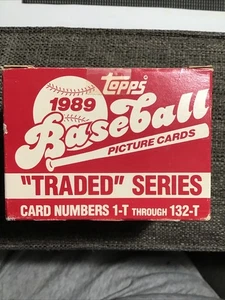 Topps®
1989
Baseball
PICTURE CARDS
"TRADED" SERIES
CARD NUMBERS 1-T THROUGH 132-T